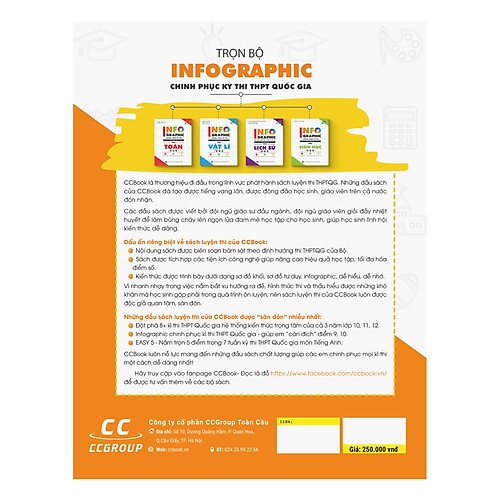 TRỌN BỘ
INFOGRAPHIC
CHINH PHỤC KỲ THI THPT QUỐC GIA
INFO
GRAPHIC
TOÁN
INFO
GRAPHIC
VẬT LÍ
INFO
GRAPHIC
LỊCH SỬ
INFO
GRAPHIC
SINH HỌC
CCBook là thương hiệu đi đầu trong lĩnh vực phát hành sách luyện thi THPTQG. Những đầu sách
của CCBook đã tạo được tiếng vang lớn, được đông đảo học sinh, giáo viên trên cả nước
đón nhận.
Các đầu sách được viết bởi đội ngũ giáo sư đầu ngành, đội ngũ giáo viên giỏi đầy nhiệt
huyết để làm bùng cháy lên ngọn lửa đam mê học tập cho học sinh, giúp học sinh lĩnh hội
kiến thức dễ dàng.
Dấu ấn riêng biệt về sách luyện thi của CCBook:
• Nội dung sách được biên soạn bám sát theo định hướng thi THPTQG của Bộ.
• Sách được tích hợp các tiện ích công nghệ giúp nâng cao hiệu quả học tập, tối đa hóa
điểm số.
• Kiến thức được trình bày dưới dạng sơ đồ khối, sơ đồ tư duy, infographic, dễ hiểu, dễ nhớ.
Vì nhanh nhạy trong việc nắm bắt xu hướng ra đề, hình thức thi và thấu hiểu được những khó
khăn mà học sinh gặp phải trong quá trình ôn luyện, nên sách luyện thi của CCBook luôn được
độc giả quan tâm, săn đón.
Những đầu sách luyện thi của CCBook được "săn đón" nhiều nhất:
• Đột phá 8+ kì thi THPT Quốc gia hệ thống kiến thức trọng tâm của cả 3 năm lớp 10, 11, 12.
• Infographic chinh phục kì thi THPT Quốc gia - giúp em "cán đích" điểm 9, 10.
• EASY 5 - Nắm trọn 5 điểm trong 7 tuần kỳ thi THPT Quốc gia môn Tiếng Anh.
CCBook luôn nỗ lực mang đến những đầu sách chất lượng giúp các em chinh phục mọi kì thi
một cách dễ dàng nhất!
Hãy truy cập vào fanpage CCBook- Đọc là đỗ https://www.facebook.com/ccbook.vn/
để được tư vấn thêm về các bộ sách.
CC
CCGROUP
Công ty cổ phần CCGroup Toàn Cầu
Địa chỉ: Số 10, Dương Quảng Hàm, P. Quan Hoa,
Q.Cầu Giấy, TP. Hà Nội.
Web: ccbook.vn
ĐT: 024.33.99.22.66
ISBN:
Giá: 250.000 vnđ